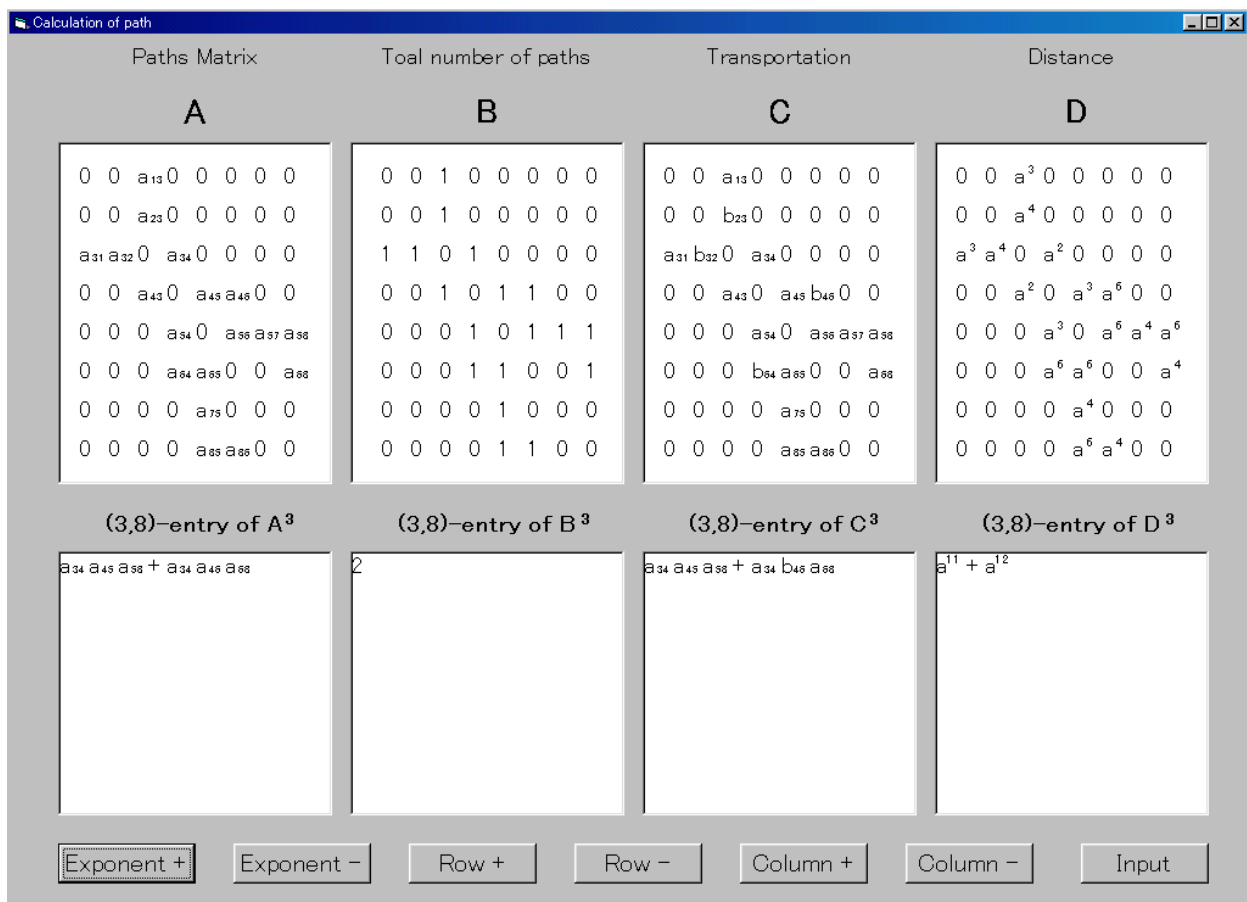 Calculation of path
Paths Matrix
Toal number of paths
Transportation
Distance
A
B
C
D
0 0 a₁₃ 0 0 0 0 0
0 0 a₂₃ 0 0 0 0 0
a₃₁ a₃₂ 0 a₃₄ 0 0 0 0
0 0 a₄₃ 0 a₄₅ a₄₆ 0 0
0 0 0 a₅₄ 0 a₅₆ a₅₇ a₅₈
0 0 0 a₆₄ a₆₅ 0 0 a₆₈
0 0 0 0 a₇₅ 0 0 0
0 0 0 0 a₈₅ a₈₆ 0 0
0 0 1 0 0 0 0 0
0 0 1 0 0 0 0 0
1 1 0 1 0 0 0 0
0 0 1 0 1 1 0 0
0 0 0 1 0 1 1 1
0 0 0 1 1 0 0 1
0 0 0 0 1 0 0 0
0 0 0 0 1 1 0 0
0 0 a₁₃ 0 0 0 0 0
0 0 b₂₃ 0 0 0 0 0
a₃₁ b₃₂ 0 a₃₄ 0 0 0 0
0 0 a₄₃ 0 a₄₅ b₄₆ 0 0
0 0 0 a₅₄ 0 a₅₆ a₅₇ a₅₈
0 0 0 b₆₄ a₆₅ 0 0 a₆₈
0 0 0 0 a₇₅ 0 0 0
0 0 0 0 a₈₅ a₈₆ 0 0
0 0 a³ 0 0 0 0 0
0 0 a⁴ 0 0 0 0 0
a³ a⁴ 0 a² 0 0 0 0
0 0 a² 0 a³ a⁶ 0 0
0 0 0 a³ 0 a⁶ a⁴ a⁶
0 0 0 a⁶ a⁶ 0 0 a⁴
0 0 0 0 a⁴ 0 0 0
0 0 0 0 a⁶ a⁴ 0 0
(3,8)-entry of A³
(3,8)-entry of B³
(3,8)-entry of C³
(3,8)-entry of D³
a₃₄ a₄₅ a₅₈ + a₃₄ a₄₆ a₆₈
2
a₃₄ a₄₅ a₅₈ + a₃₄ b₄₆ a₆₈
a¹¹ + a¹²
Exponent +
Exponent -
Row +
Row -
Column +
Column -
Input